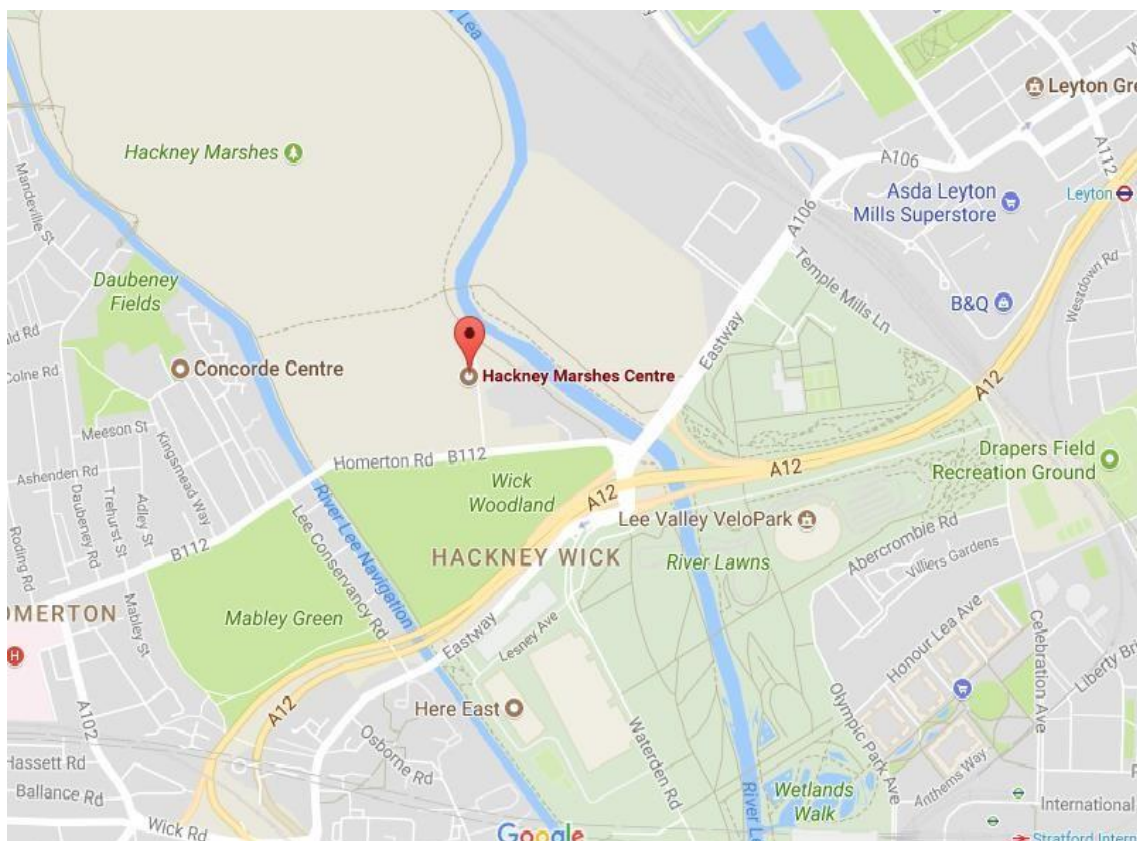 Lea
Leyton Gre
A106
A112
Hackney Marshes
Mandeville St
Asda Leyton
Mills Superstore
Leyton
A106
Daubeney
Fields
Temple Mills Ln
Westdown Rd
B&Q
ld Rd
Eastway
Concorde Centre
Hackney Marshes Centre
Colne Rd
A12
Meeson St
Kingsmead Way
Homerton Rd
B112
Drapers Field
Recreation Ground
Ashenden Rd
Daubeney Rd
Trehurst St
Adley St
Wick
Woodland
A12
A12
River Lee Navigation
Lee Conservancy Rd
Lee Valley VeloPark
Roding Rd
B112
HACKNEY WICK
River Lawns
Abercrombie Rd
Villiers Gardens
OMERTON
Mabley Green
Mabley St
H
Eastway
Lesney Ave
Honour Lea Ave
Celebration Ave
Liberty Bri
A102
A12
Here East
Osborne Rd
Waterden Rd
Olympic Park Ave
Anthems Way
Hassett Rd
Ballance Rd
Wetlands
Walk
River Le
International
Wick Rd
Google
Stratford Intern